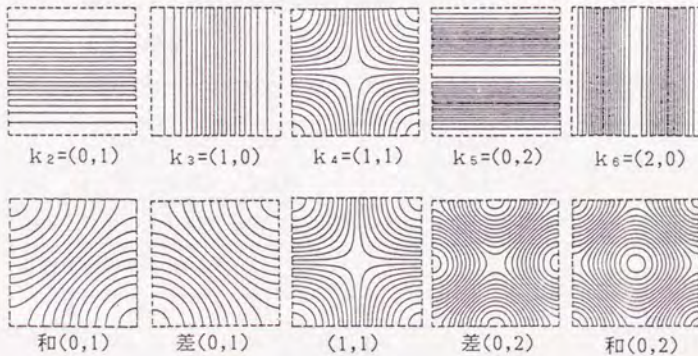 k₂=(0,1) k₃=(1,0) k₄=(1,1) k₅=(0,2) k₆=(2,0)
和(0,1) 差(0,1) (1,1) 差(0,2) 和(0,2)